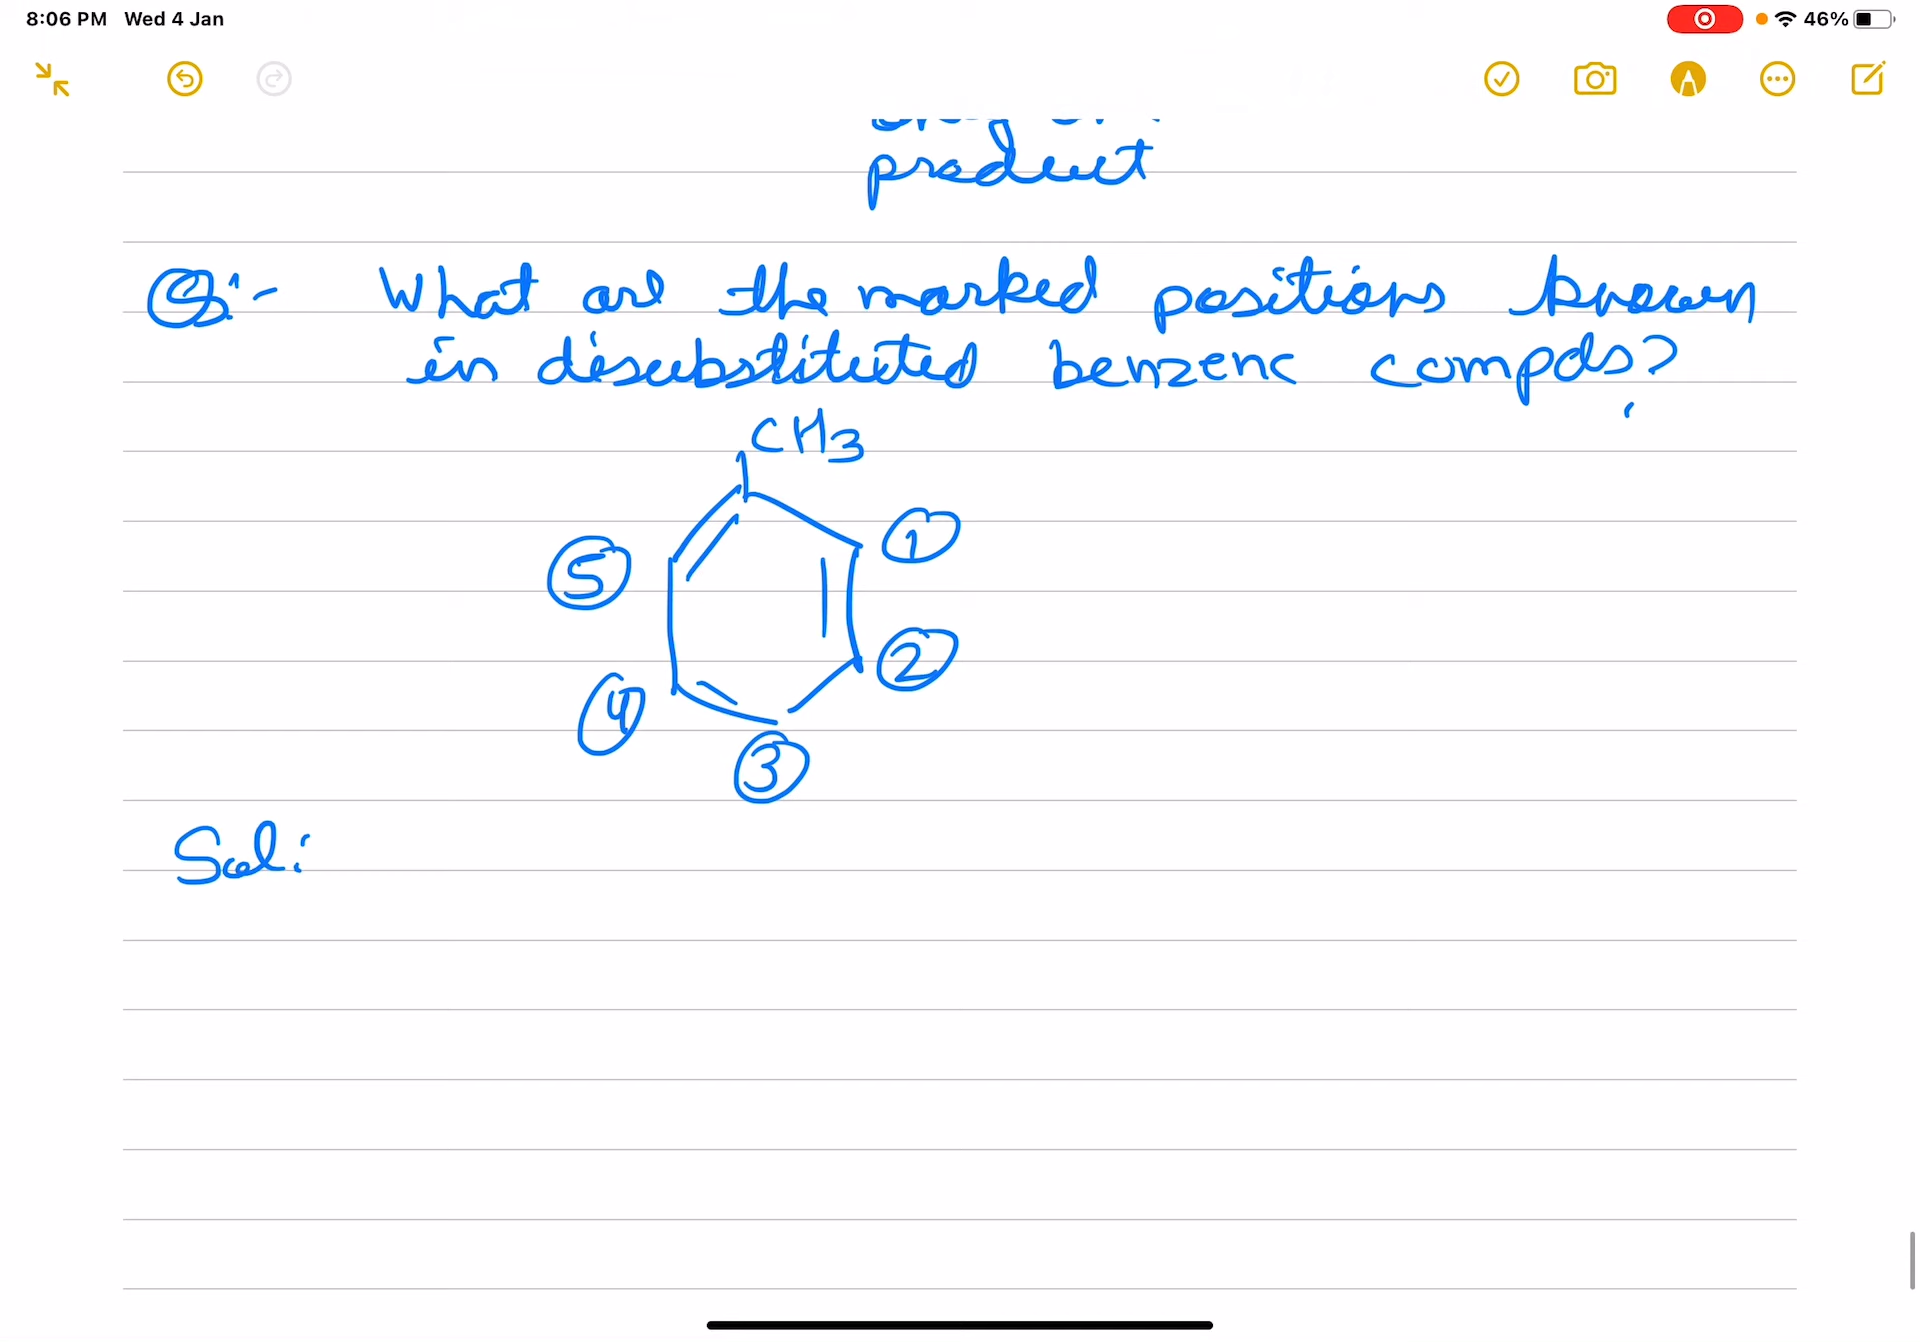 8:06 PM Wed 4 Jan
46%
product
Q:- What are the marked positions known
in disubstituted benzene compds?
CH3
1
5
2
4
3
Sol: